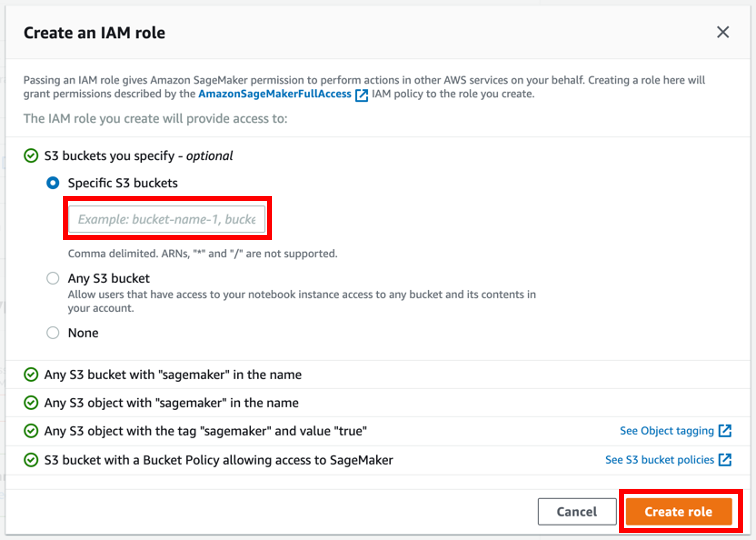 Create an IAM role
Passing an IAM role gives Amazon SageMaker permission to perform actions in other AWS services on your behalf. Creating a role here will
grant permissions described by the AmazonSageMakerFullAccess IAM policy to the role you create.
The IAM role you create will provide access to:
S3 buckets you specify - optional
Specific S3 buckets
Example: bucket-name-1, bucke
Comma delimited. ARNs, "*" and "/" are not supported.
Any S3 bucket
Allow users that have access to your notebook instance access to any bucket and its contents in
your account.
None
Any S3 bucket with "sagemaker" in the name
Any S3 object with "sagemaker" in the name
Any S3 object with the tag "sagemaker" and value "true"
See Object tagging
S3 bucket with a Bucket Policy allowing access to SageMaker
See S3 bucket policies
Cancel
Create role